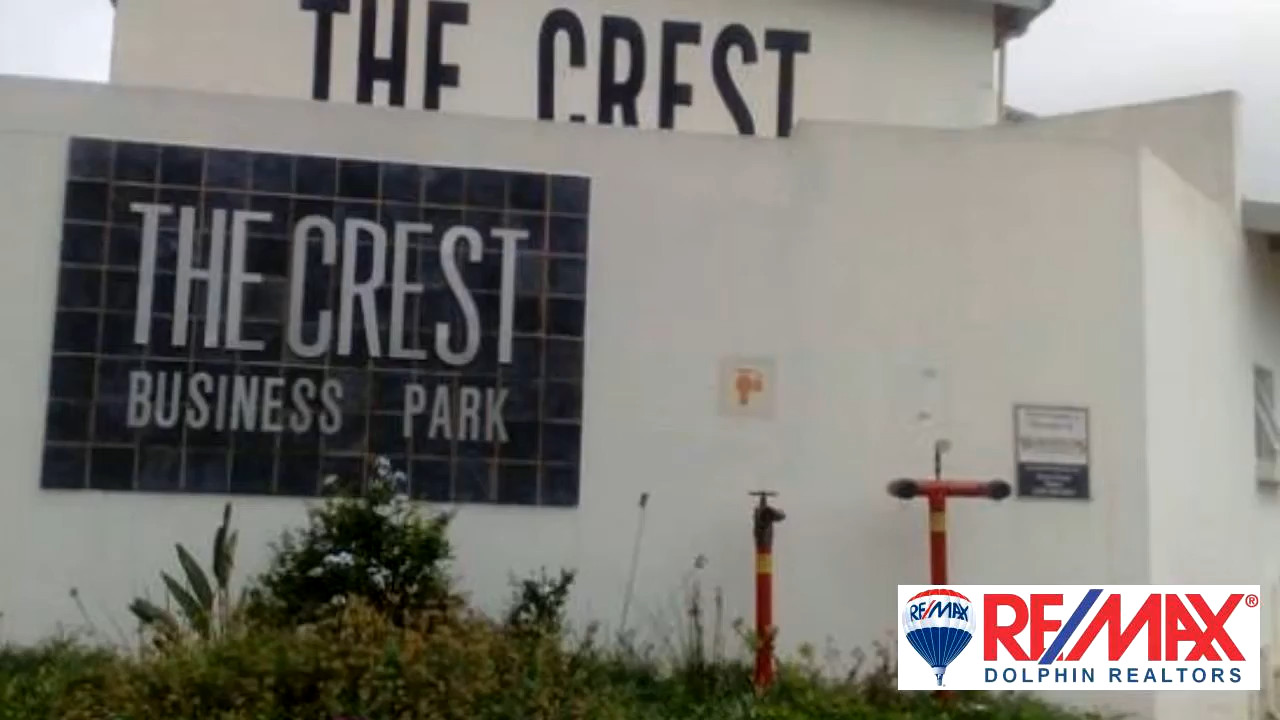 THE CREST
THE CREST
BUSINESS PARK
RE/MAX
RE/MAX®
DOLPHIN REALTORS